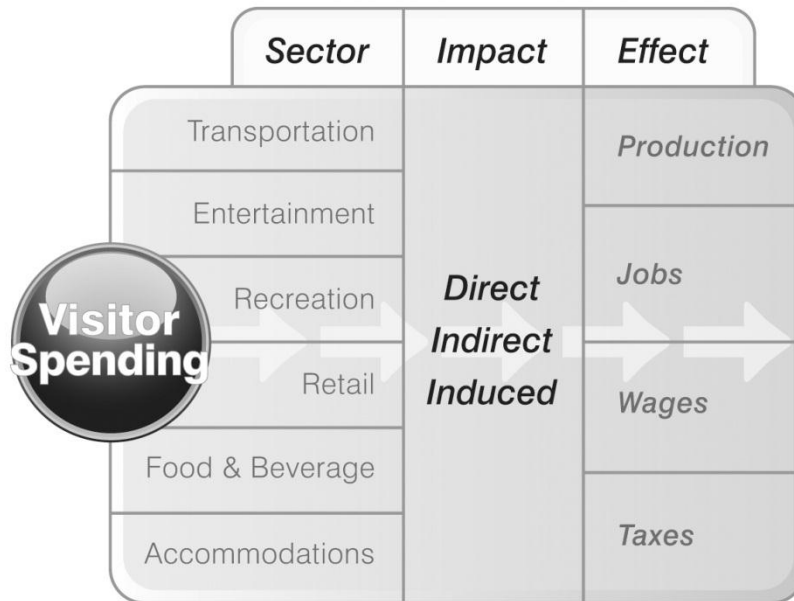 Sector
Impact
Effect
Transportation
Entertainment
Recreation
Retail
Food & Beverage
Accommodations
Visitor
Spending
Direct
Indirect
Induced
Production
Jobs
Wages
Taxes